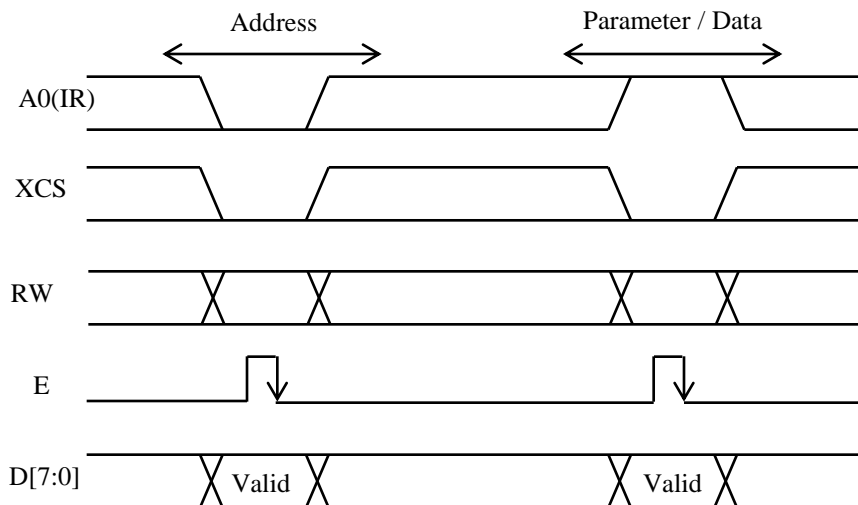 Address
Parameter / Data
A0(IR)
XCS
RW
E
D[7:0]
Valid
Valid